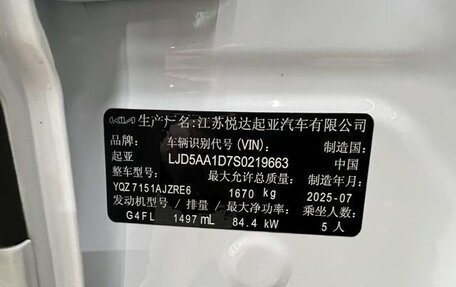 KIA 生产厂名:江苏悦达起亚汽车有限公司
品牌: 车辆识别代号(VIN): 制造国:
起亚 LJD5AA1D7S0219663 中国
整车型号: 最大允许总质量: 制造年月:
YQZ7151AJZRE6 1670 kg 2025-07
发动机型号 / 排量 / 最大净功率: 乘坐人数:
G4FL 1497 mL 84.4 kW 5 人